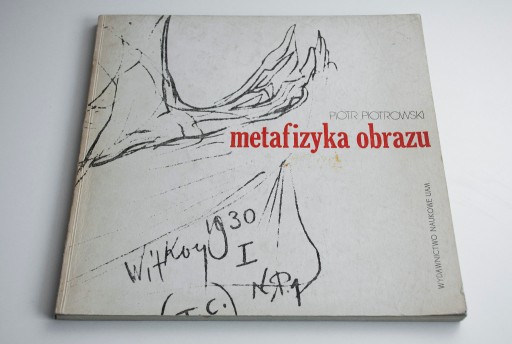 PIOTR PIOTROWSKI
metafizyka obrazu
WYDAWNICTWO NAUKOWE UAM
1930
Witkacy
I
(T.C.)